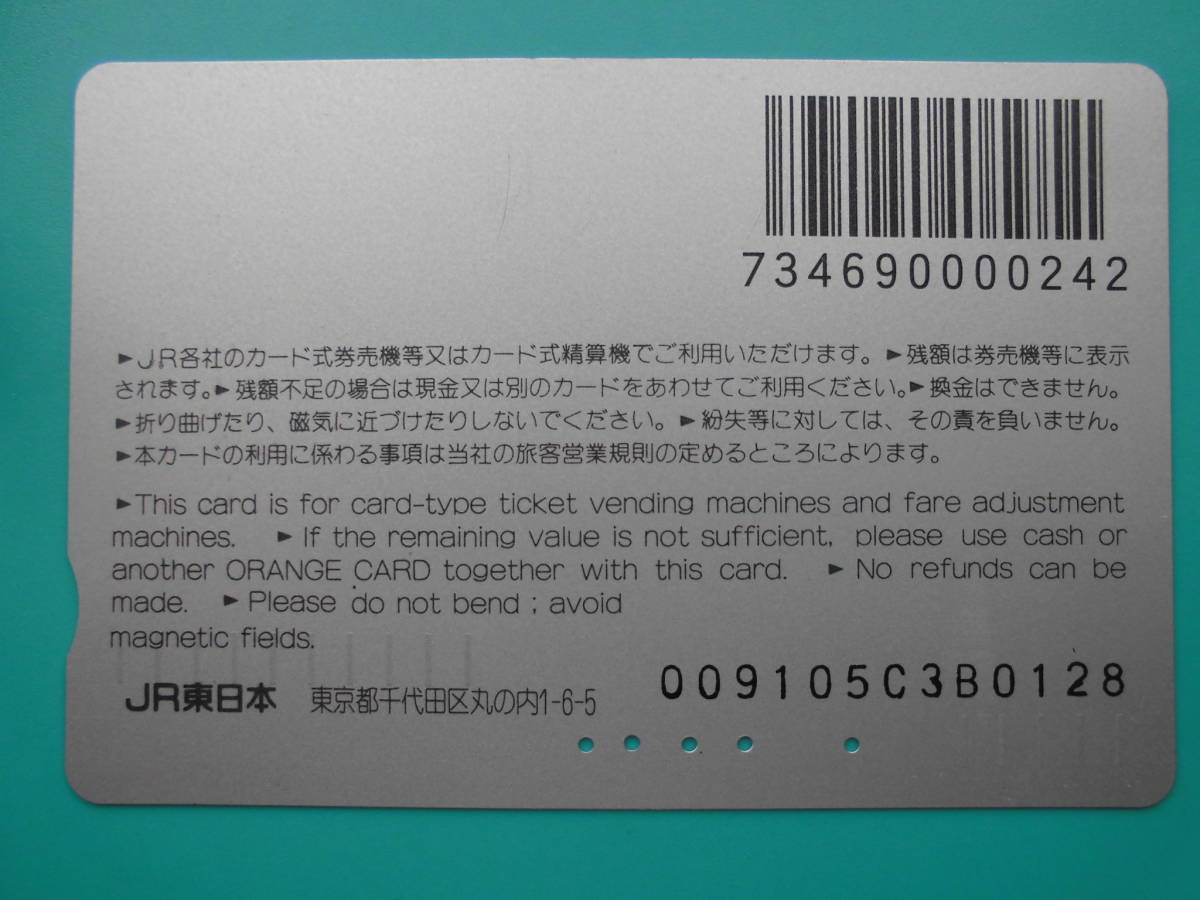 734690000242
►JR各社のカード式券売機等又はカード式精算機でご利用いただけます。►残額は券売機等に表示
されます。►残額不足の場合は現金又は別のカードをあわせてご利用ください。►換金はできません。
►折り曲げたり、磁気に近づけたりしないでください。►紛失等に対しては、その責を負いません。
►本カードの利用に係わる事項は当社の旅客営業規則の定めるところによります。
►This card is for card-type ticket vending machines and fare adjustment
machines. ►If the remaining value is not sufficient, please use cash or
another ORANGE CARD together with this card. ►No refunds can be
made. ►Please do not bend ; avoid
magnetic fields.
JR東日本 東京都千代田区丸の内1-6-5 009105C3B0128